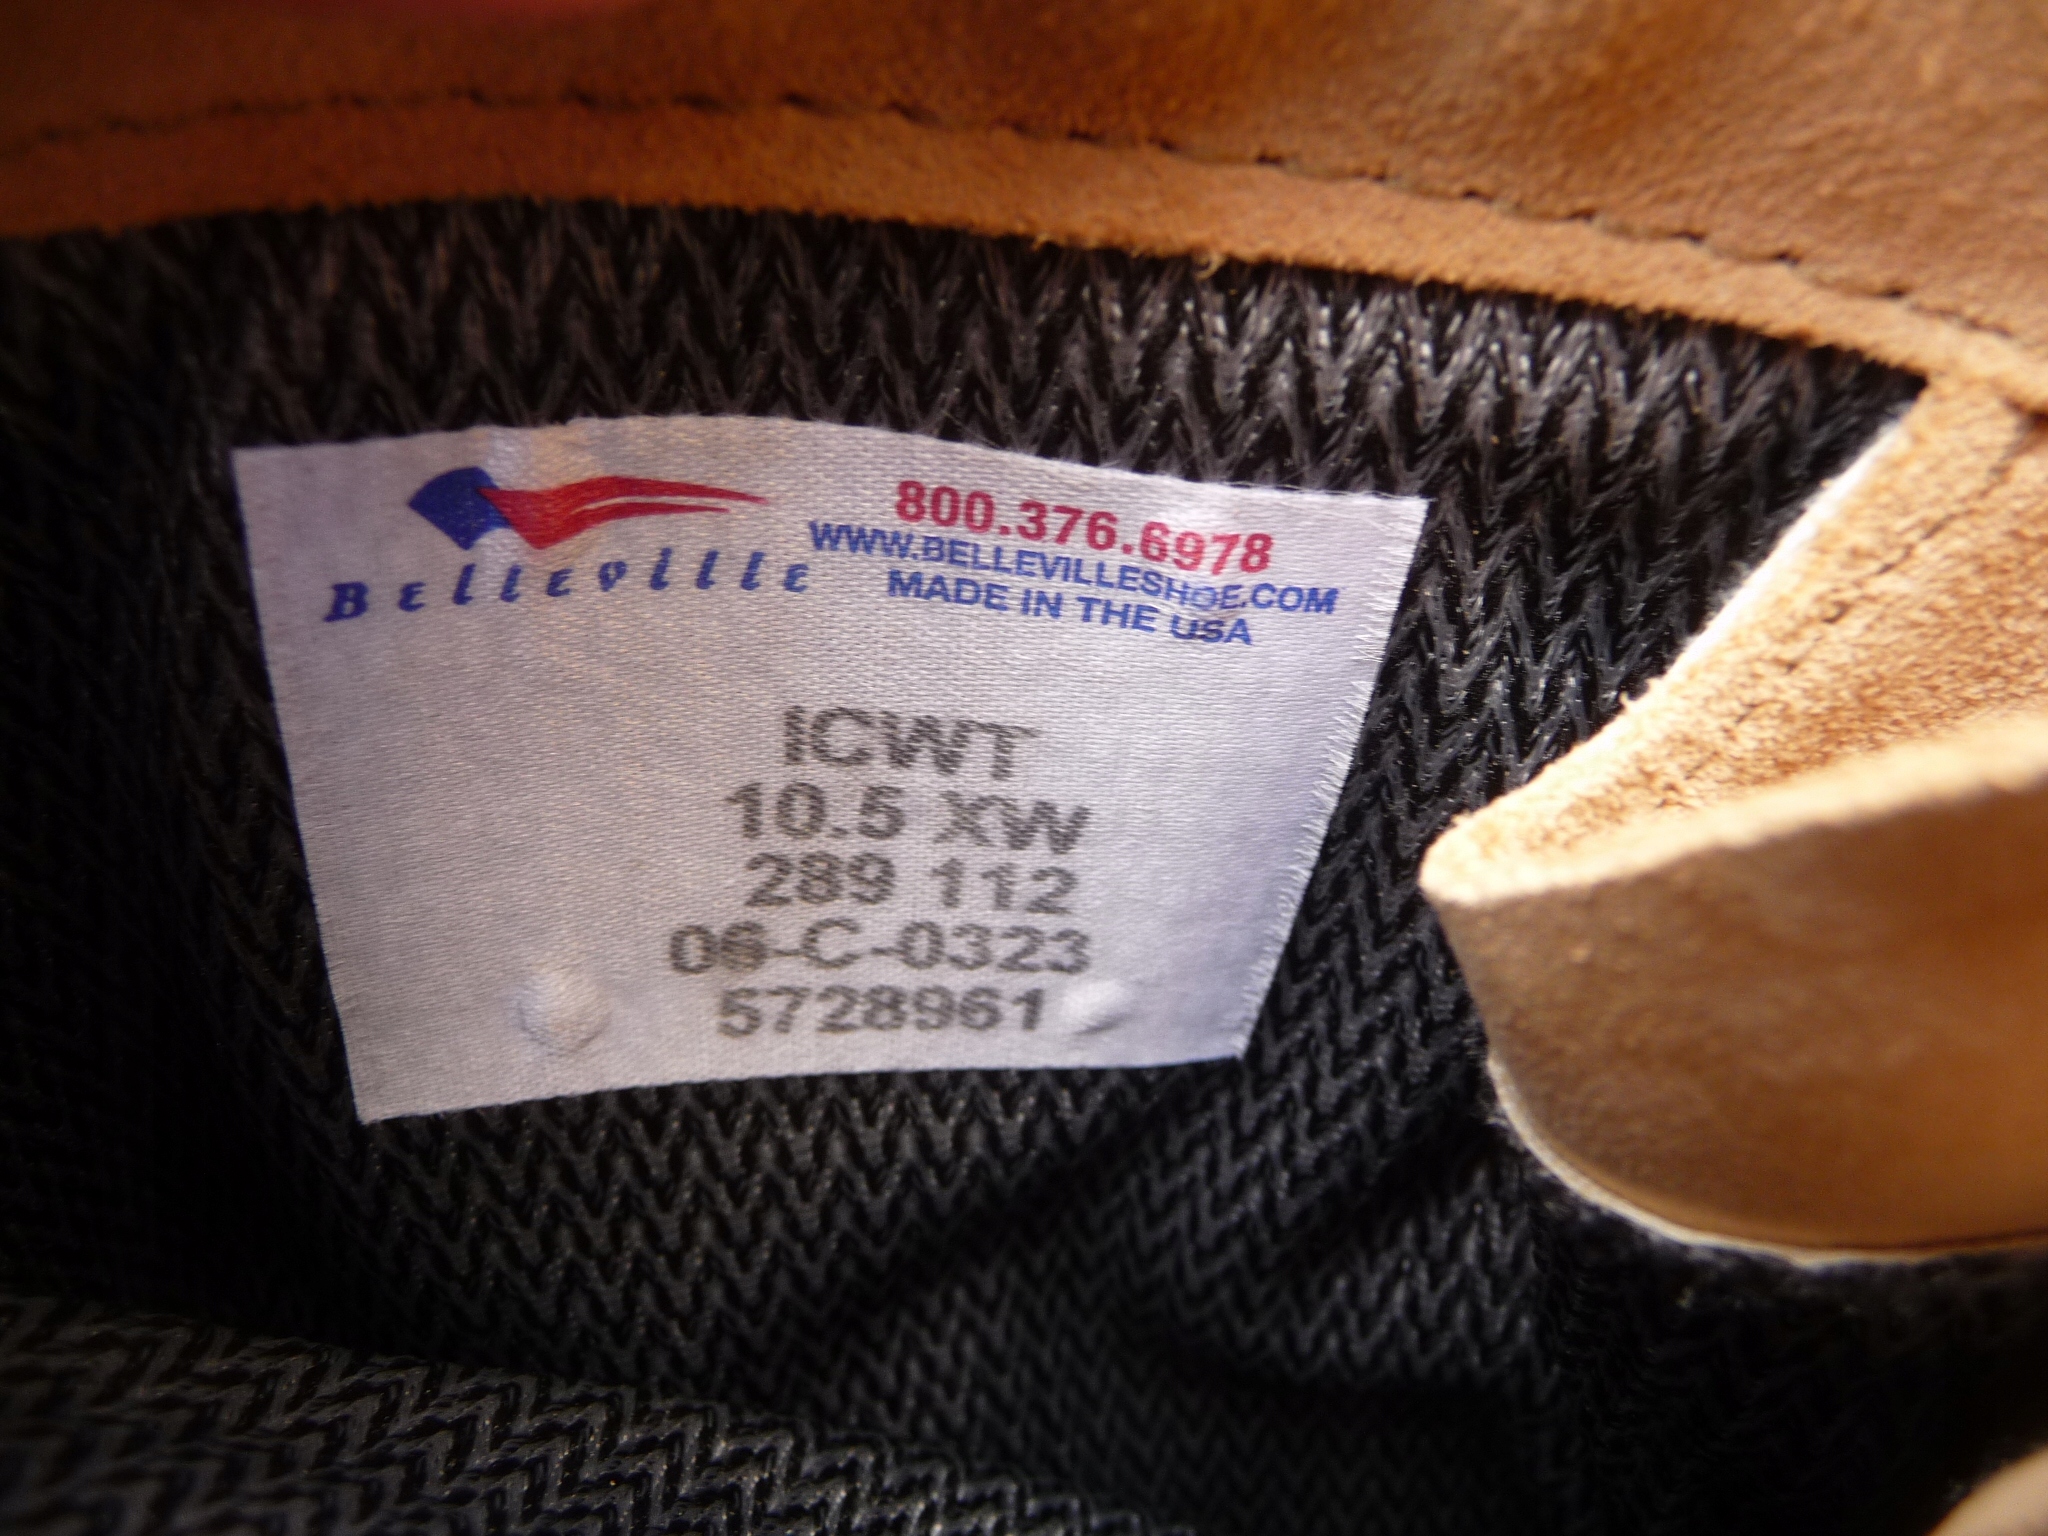 Belleville
800.376.6978
WWW.BELLEVILLESHOE.COM
MADE IN THE USA
ICWT
10.5 XW
289 112
06-C-0323
5728961